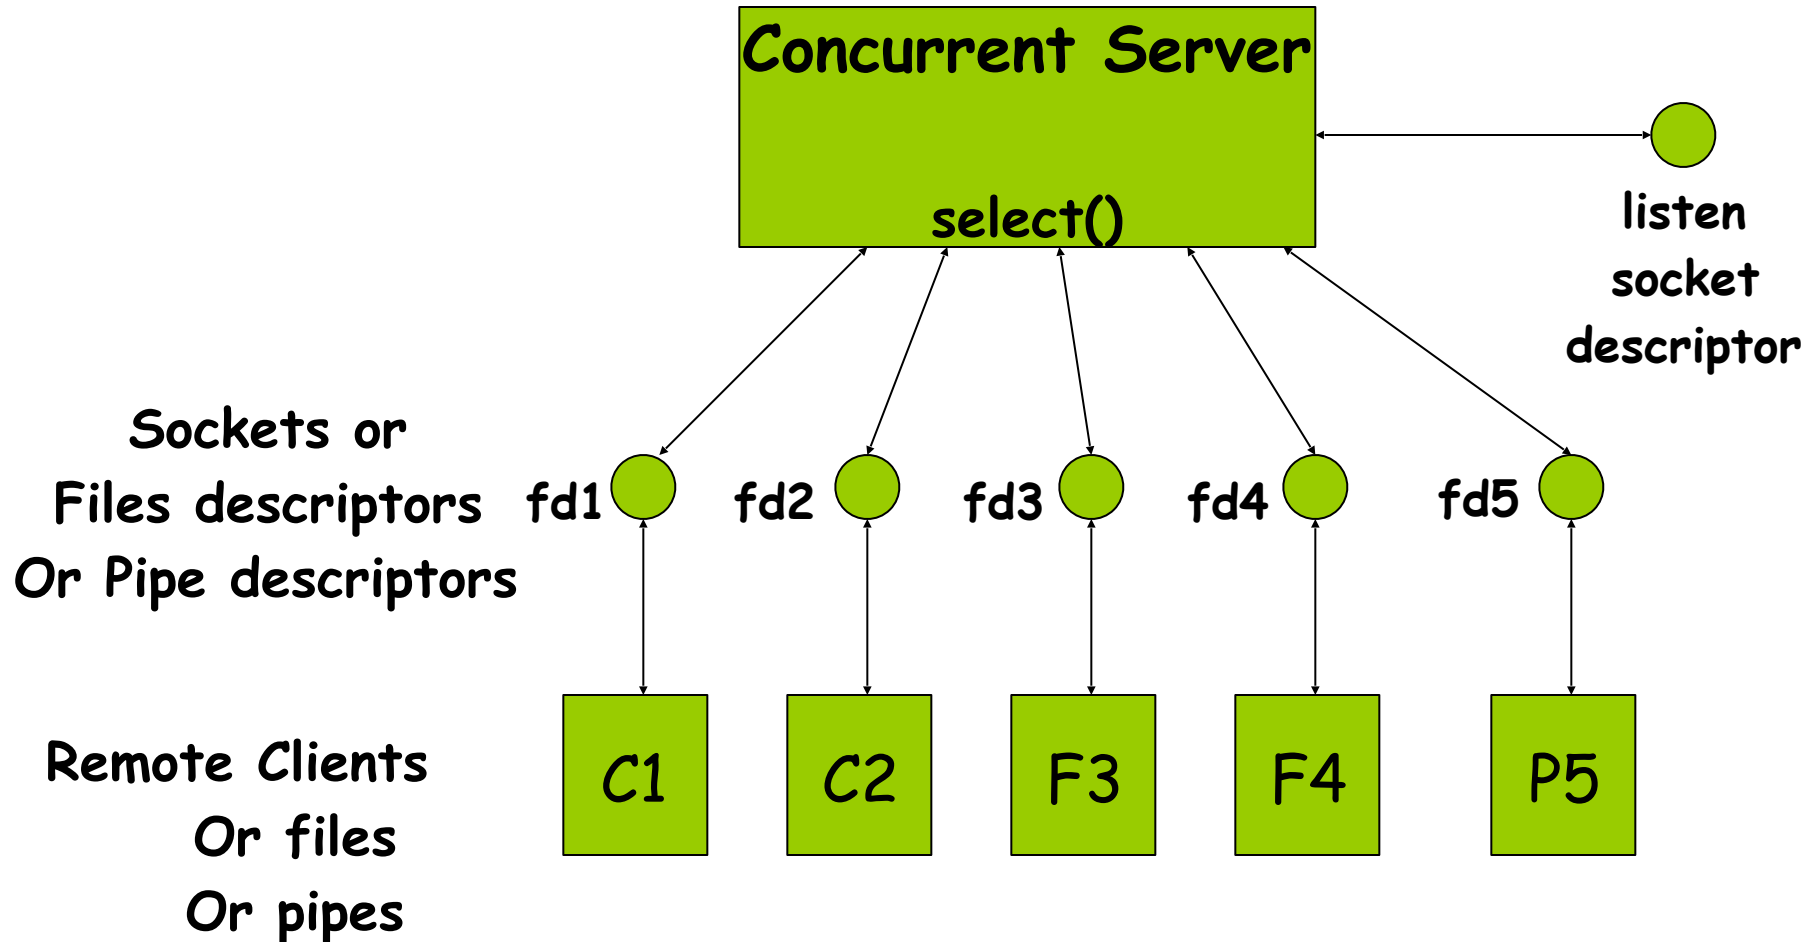 Concurrent Server
select()
listen
socket
descriptor
Sockets or
Files descriptors
Or Pipe descriptors
fd1
fd2
fd3
fd4
fd5
Remote Clients
Or files
Or pipes
C1
C2
F3
F4
P5